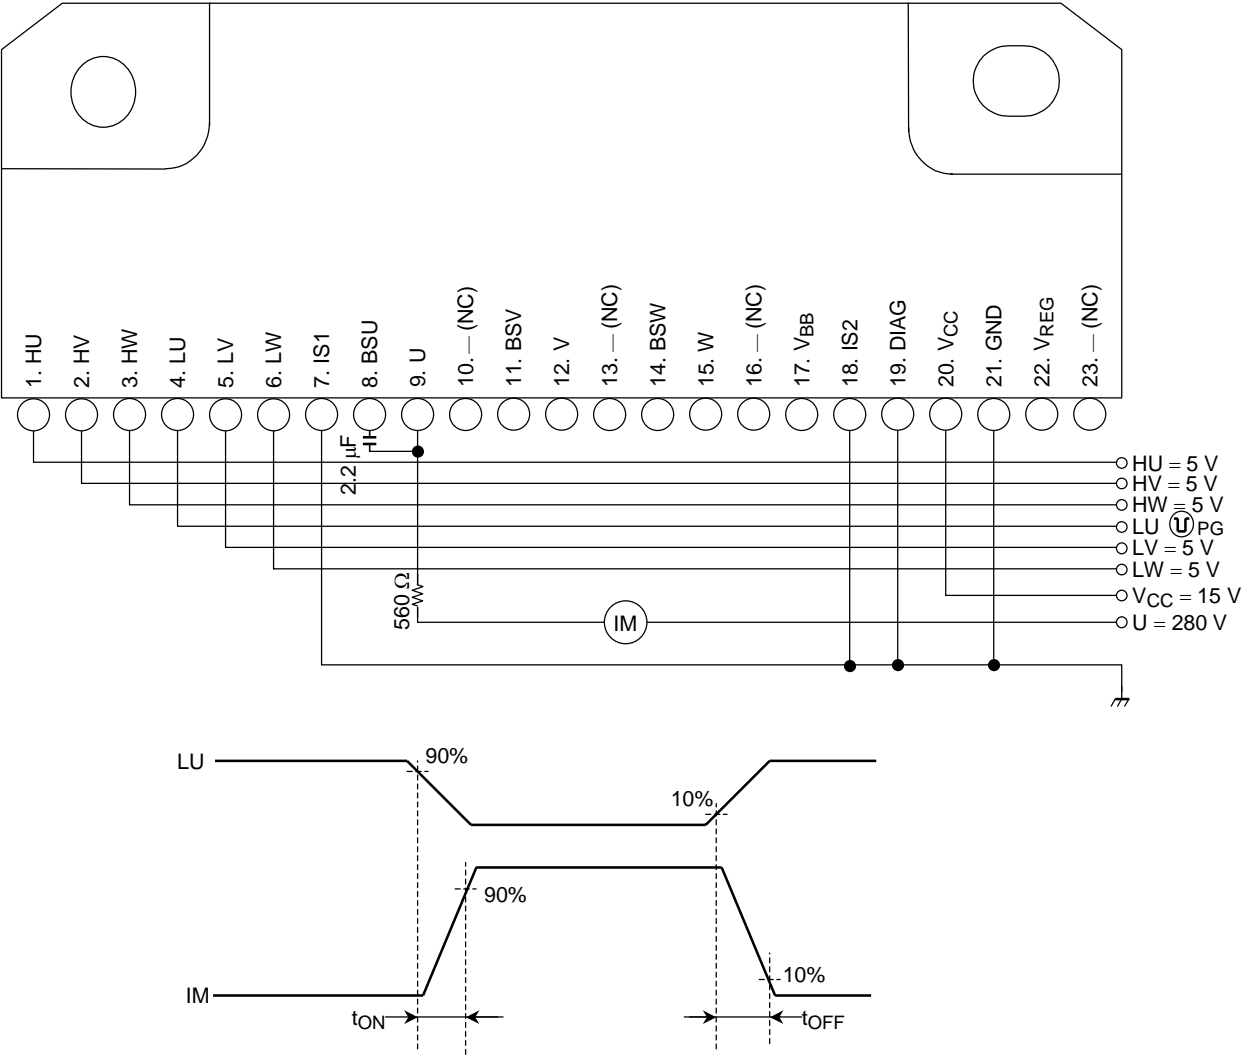 1. HU
2. HV
3. HW
4. LU
5. LV
6. LW
7. IS1
8. BSU
9. U
10. — (NC)
11. BSV
12. V
13. — (NC)
14. BSW
15. W
16. — (NC)
17. VBB
18. IS2
19. DIAG
20. VCC
21. GND
22. VREG
23. — (NC)
2.2 μF
HU = 5 V
HV = 5 V
HW = 5 V
LU PG
LV = 5 V
LW = 5 V
560 Ω
VCC = 15 V
IM
U = 280 V
LU
90%
10%
90%
10%
IM
tON
tOFF